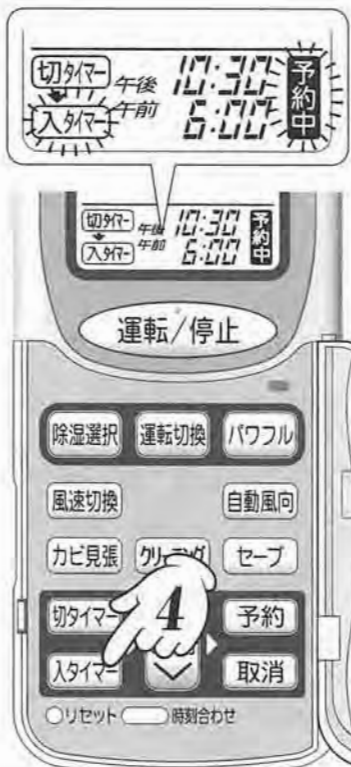 切タイマー 午後 10:30 予約中
入タイマー 午前 6:00
切タイマー 午後 10:30 予約中
入タイマー 午前 6:00
運転/停止
除湿選択 運転切換 パワフル
風速切換 自動風向
カビ見張 クリーニング セーブ
切タイマー 4 予約
入タイマー 取消
リセット 時刻合わせ